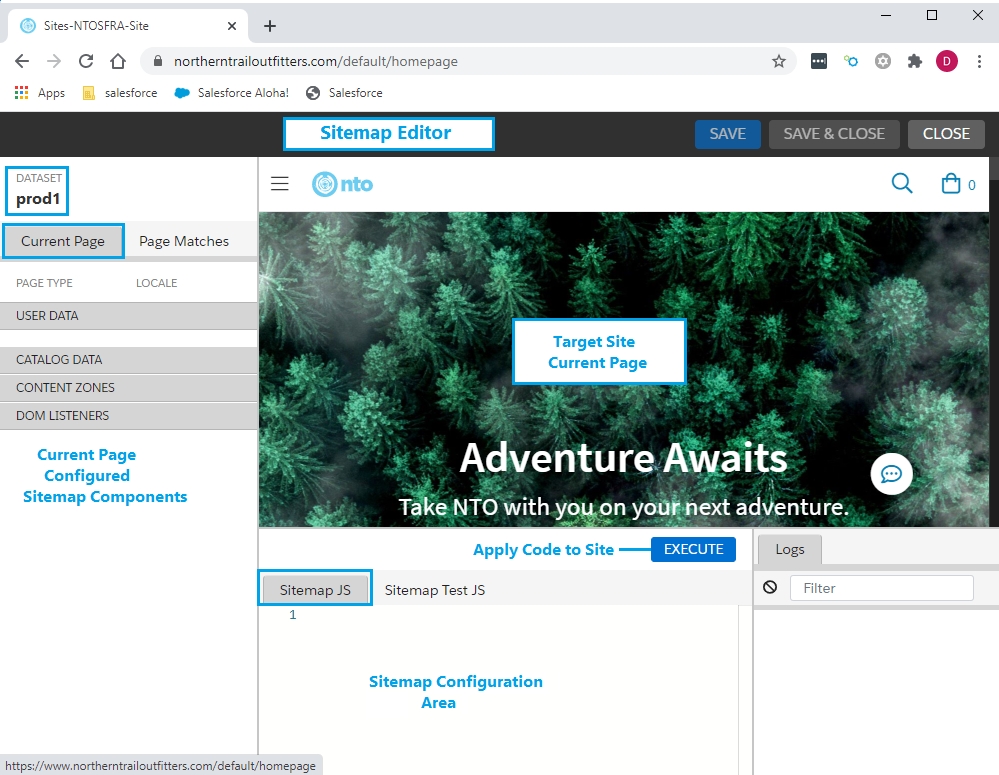 Sites-NTOSFRA-Site
northerntrailoutfitters.com/default/homepage
D
Apps
salesforce
Salesforce Aloha!
Salesforce
Sitemap Editor
SAVE
SAVE & CLOSE
CLOSE
DATASET
prod1
nto
0
Current Page
Page Matches
PAGE TYPE
LOCALE
USER DATA
CATALOG DATA
CONTENT ZONES
DOM LISTENERS
Current Page
Configured
Sitemap Components
Target Site
Current Page
Adventure Awaits
Take NTO with you on your next adventure.
Apply Code to Site
EXECUTE
Logs
Sitemap JS
Sitemap Test JS
Filter
1
Sitemap Configuration
Area
https://www.northerntrailoutfitters.com/default/homepage